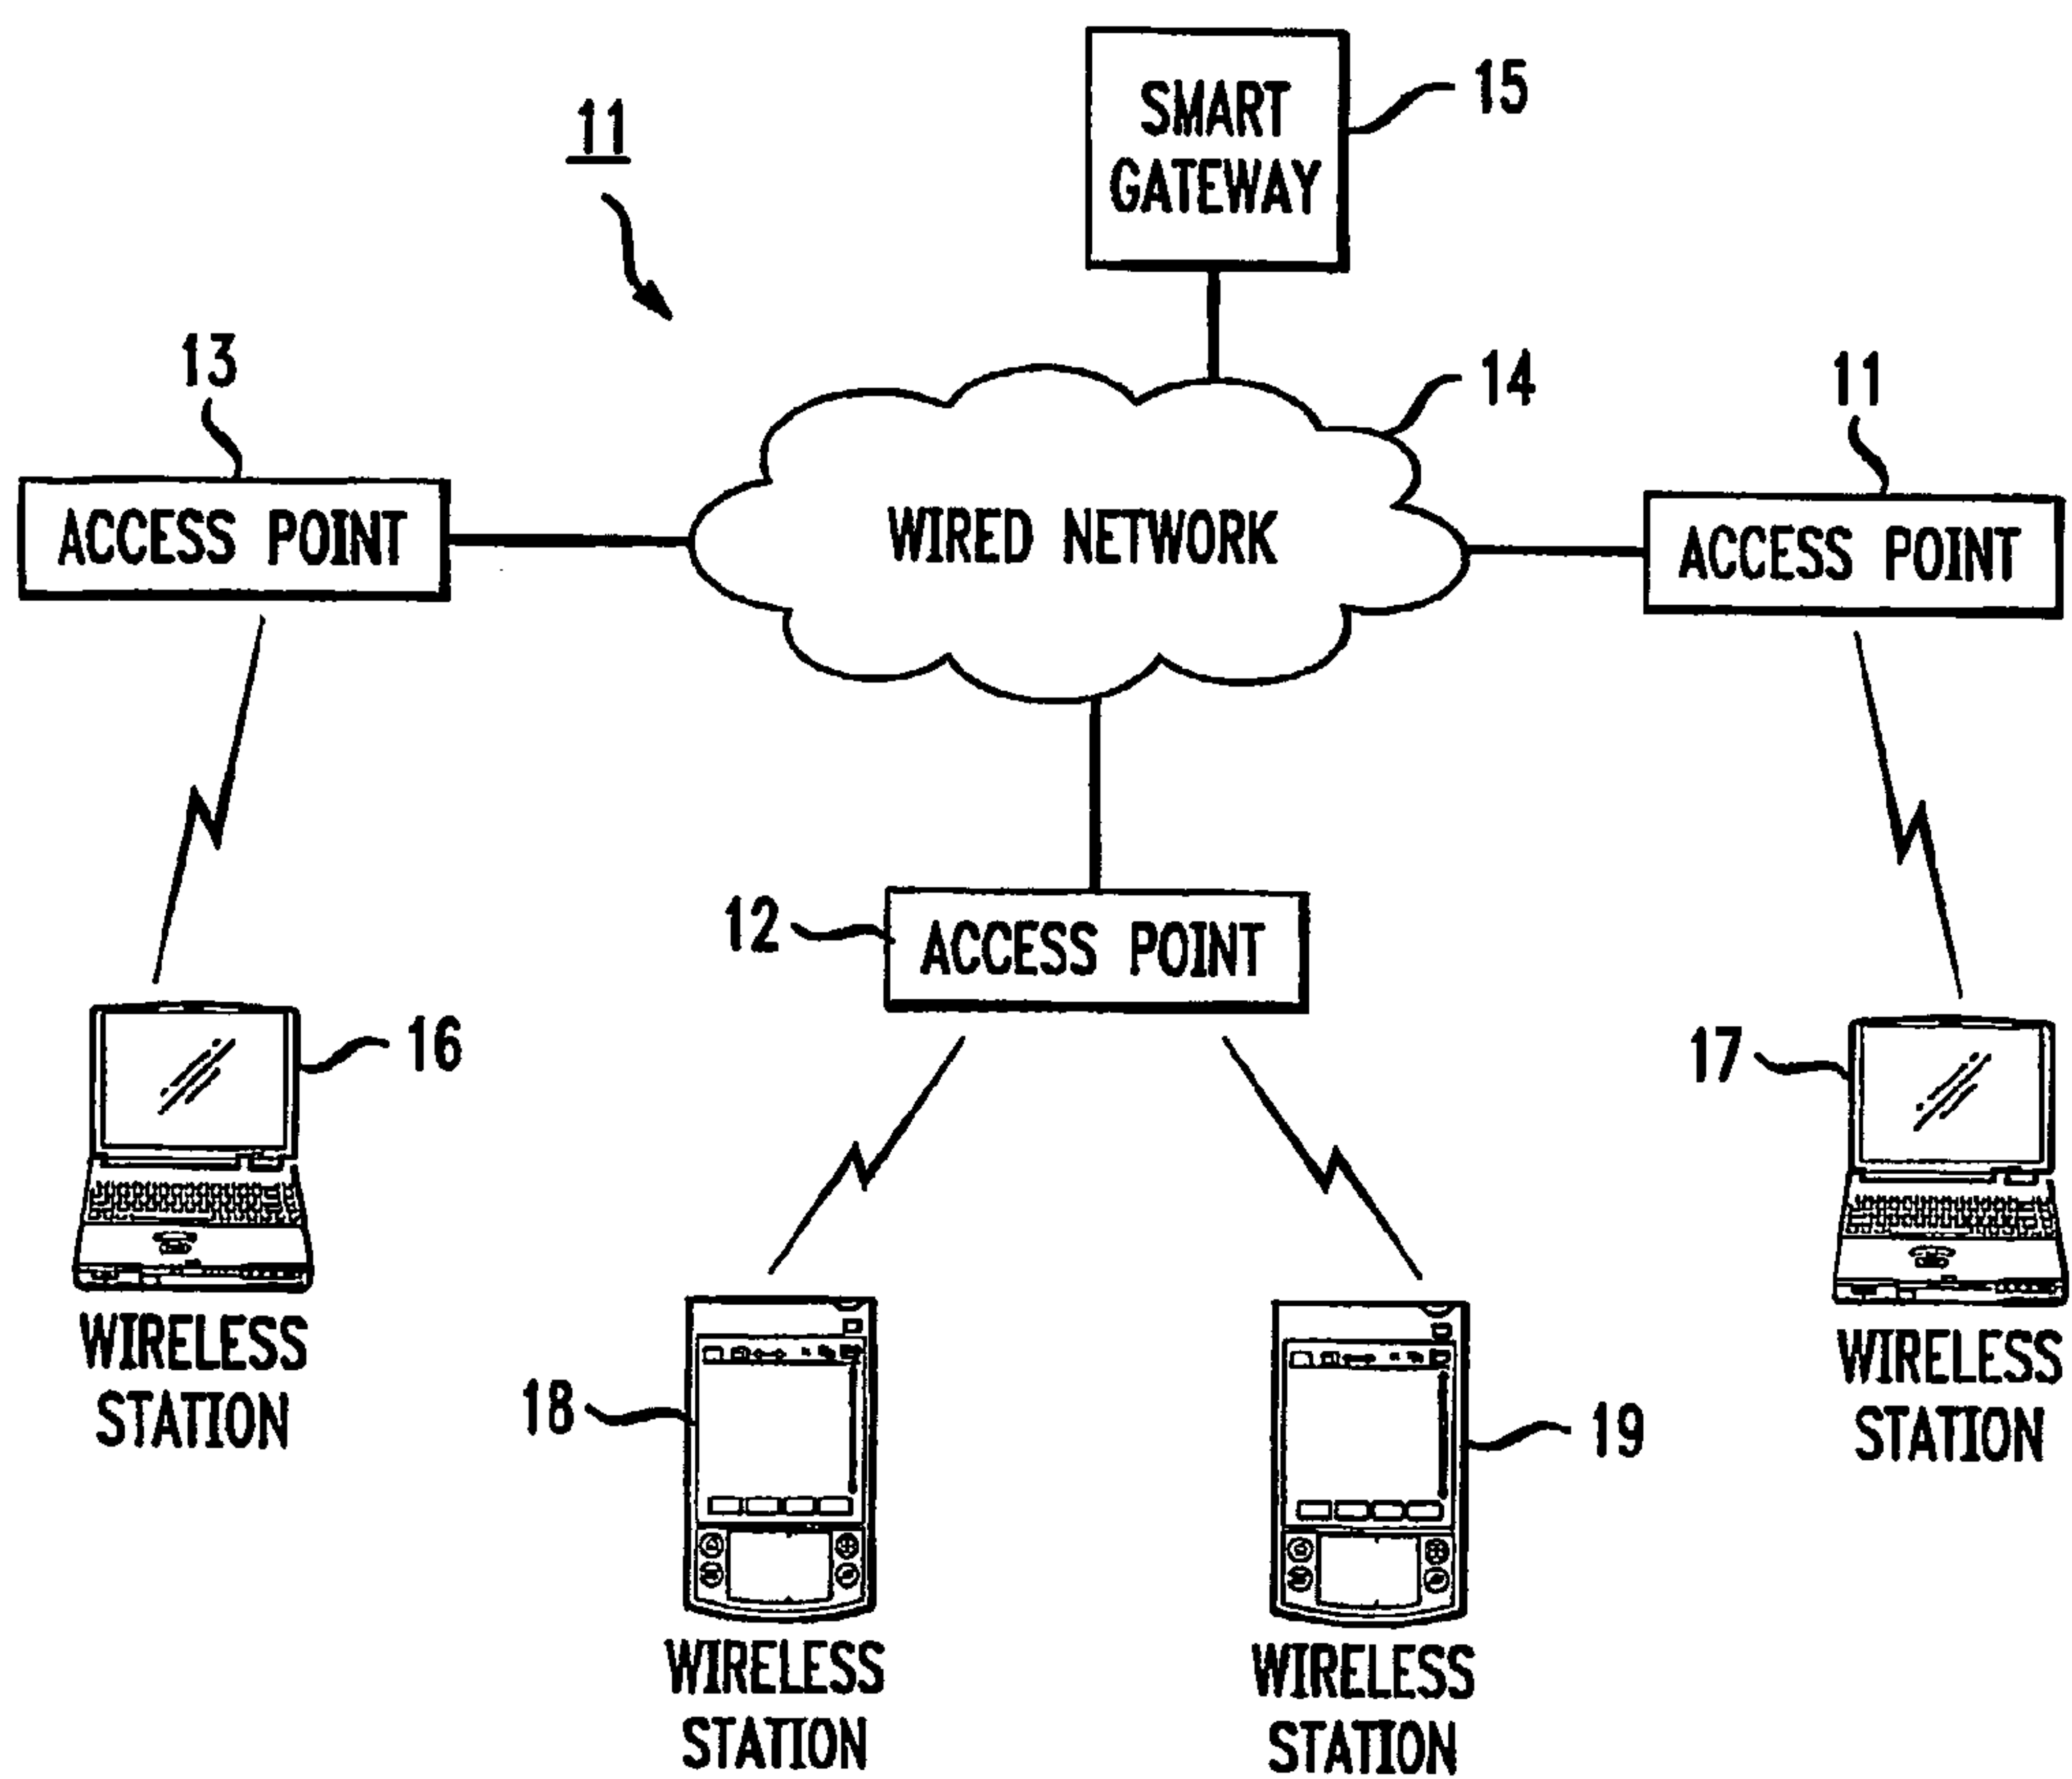 SMART
GATEWAY
15
11
13
14
11
ACCESS POINT
WIRED NETWORK
ACCESS POINT
12
ACCESS POINT
16
17
WIRELESS
STATION
18
19
WIRELESS
STATION
WIRELESS
STATION
WIRELESS
STATION